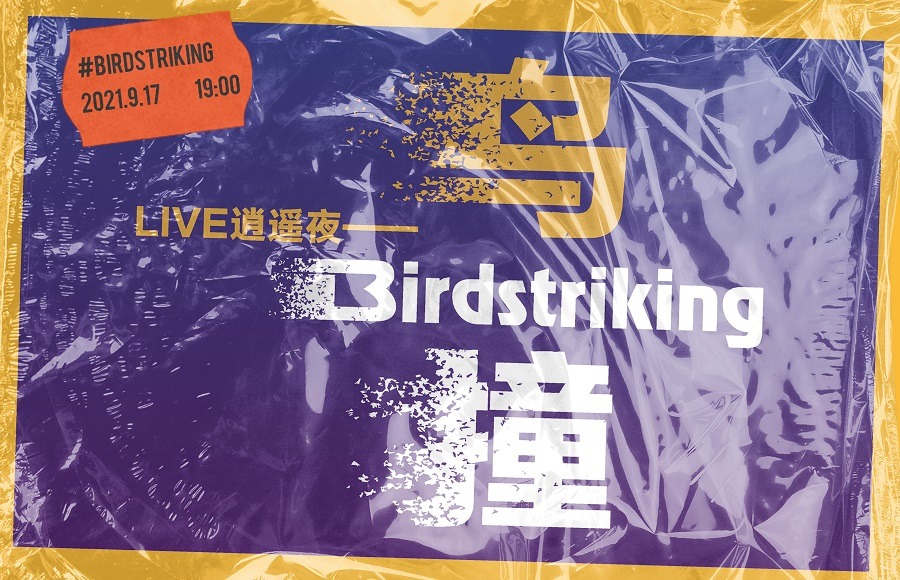 #BIRDSTRIKING
2021.9.17 19:00
鸟
LIVE逍遥夜——
Birdstriking
撞